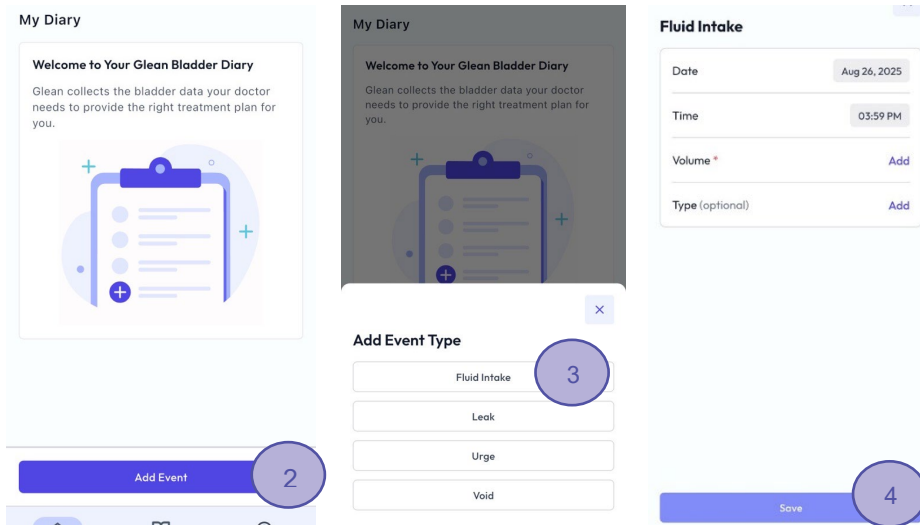 My Diary
Welcome to Your Glean Bladder Diary
Glean collects the bladder data your doctor
needs to provide the right treatment plan for
you.
Add Event
2
My Diary
Welcome to Your Glean Bladder Diary
Glean collects the bladder data your doctor
needs to provide the right treatment plan for
you.
Add Event Type
Fluid Intake
3
Leak
Urge
Void
Fluid Intake
Date Aug 26, 2025
Time 03:59 PM
Volume * Add
Type (optional) Add
Save
4